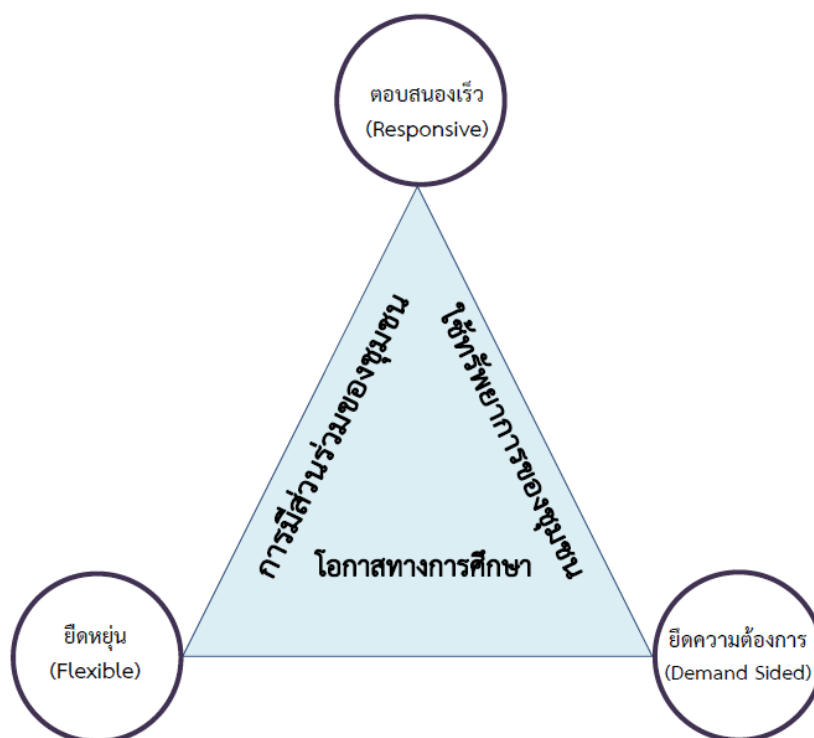 ตอบสนองเร็ว
(Responsive)
การมีส่วนร่วมของชุมชน
ใช้ทรัพยาการของชุมชน
โอกาสทางการศึกษา
ยืดหยุ่น
(Flexible)
ยึดความต้องการ
(Demand Sided)